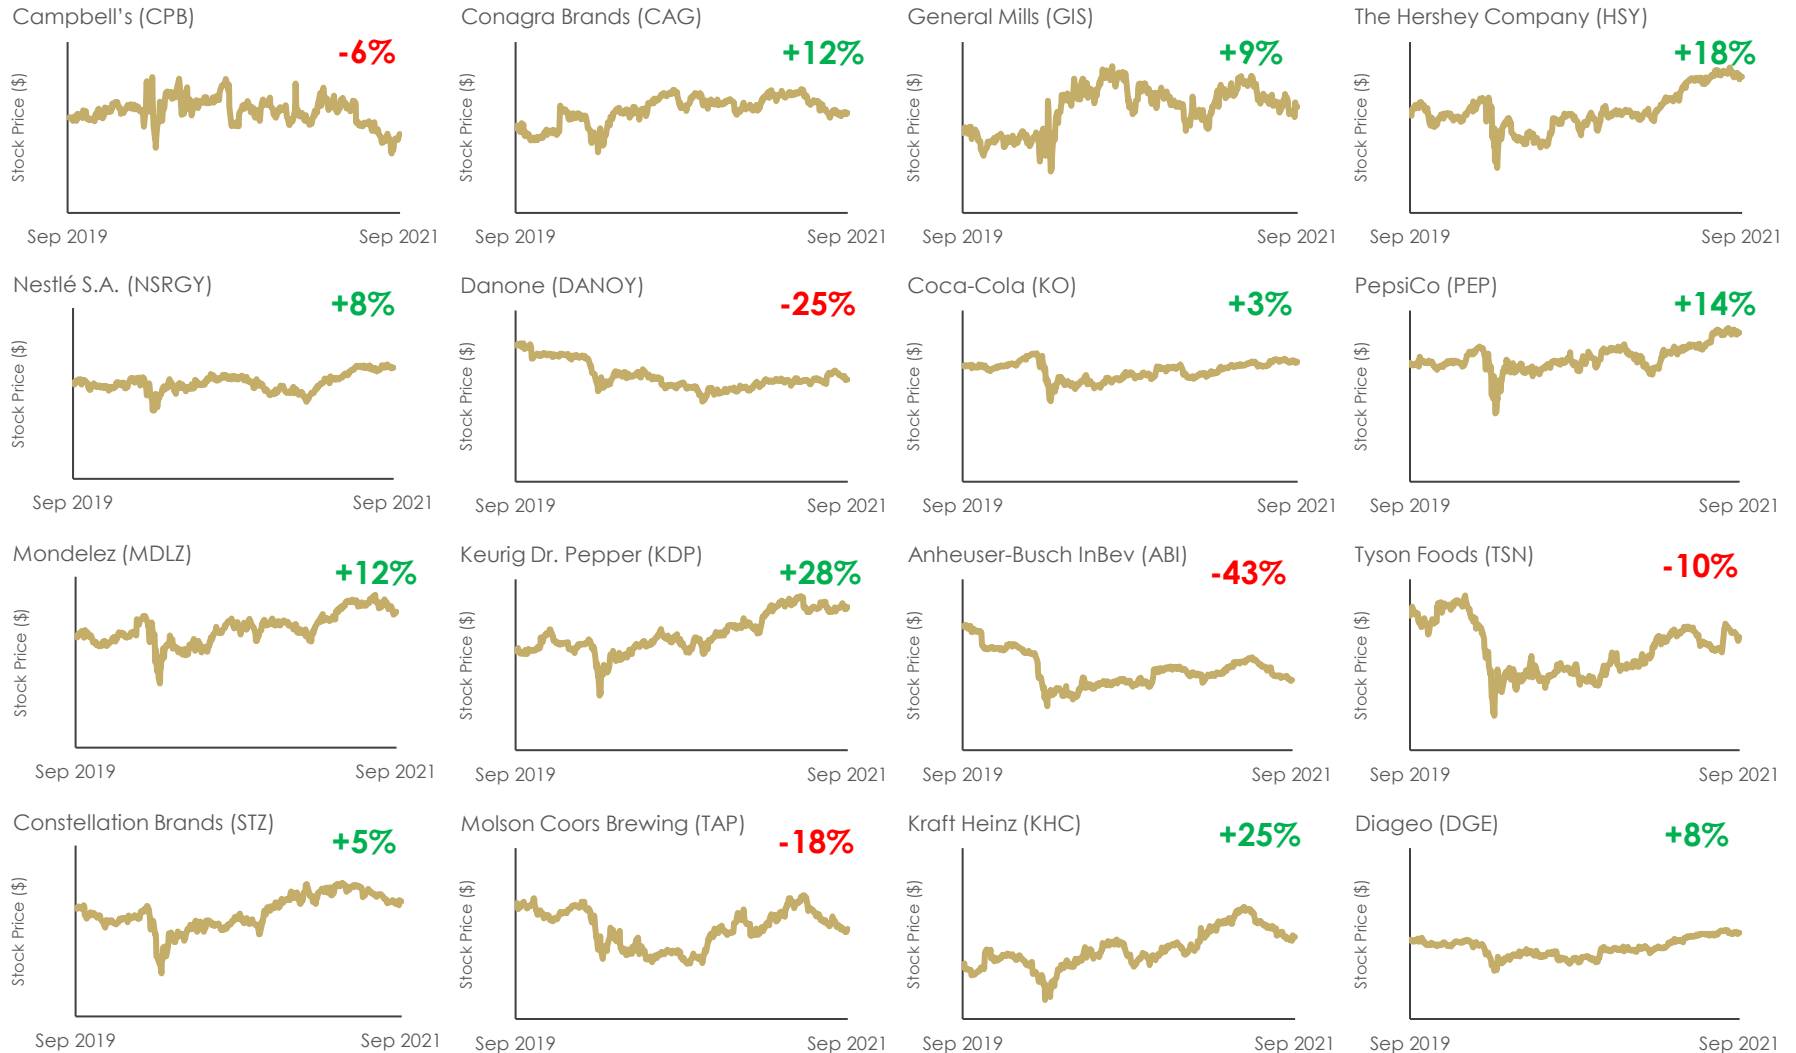 Campbell’s (CPB)
-6%
Stock Price ($)
Sep 2019
Sep 2021
Conagra Brands (CAG)
+12%
Stock Price ($)
Sep 2019
Sep 2021
General Mills (GIS)
+9%
Stock Price ($)
Sep 2019
Sep 2021
The Hershey Company (HSY)
+18%
Stock Price ($)
Sep 2019
Sep 2021
Nestlé S.A. (NSRGY)
+8%
Stock Price ($)
Sep 2019
Sep 2021
Danone (DANOY)
-25%
Stock Price ($)
Sep 2019
Sep 2021
Coca-Cola (KO)
+3%
Stock Price ($)
Sep 2019
Sep 2021
PepsiCo (PEP)
+14%
Stock Price ($)
Sep 2019
Sep 2021
Mondelez (MDLZ)
+12%
Stock Price ($)
Sep 2019
Sep 2021
Keurig Dr. Pepper (KDP)
+28%
Stock Price ($)
Sep 2019
Sep 2021
Anheuser-Busch InBev (ABI)
-43%
Stock Price ($)
Sep 2019
Sep 2021
Tyson Foods (TSN)
-10%
Stock Price ($)
Sep 2019
Sep 2021
Constellation Brands (STZ)
+5%
Stock Price ($)
Sep 2019
Sep 2021
Molson Coors Brewing (TAP)
-18%
Stock Price ($)
Sep 2019
Sep 2021
Kraft Heinz (KHC)
+25%
Stock Price ($)
Sep 2019
Sep 2021
Diageo (DGE)
+8%
Stock Price ($)
Sep 2019
Sep 2021